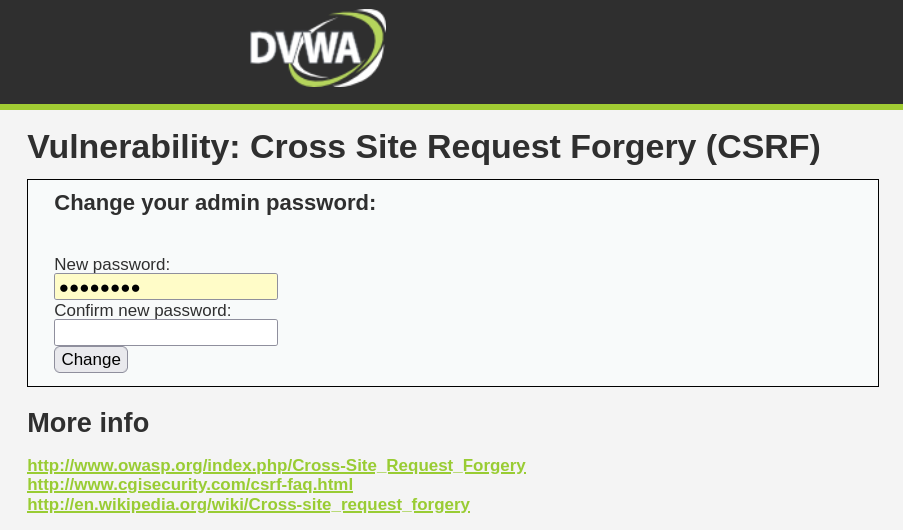 DVWA
Vulnerability: Cross Site Request Forgery (CSRF)
Change your admin password:
New password:
●●●●●●●●
Confirm new password:
Change
More info
http://www.owasp.org/index.php/Cross-Site_Request_Forgery
http://www.cgisecurity.com/csrf-faq.html
http://en.wikipedia.org/wiki/Cross-site_request_forgery